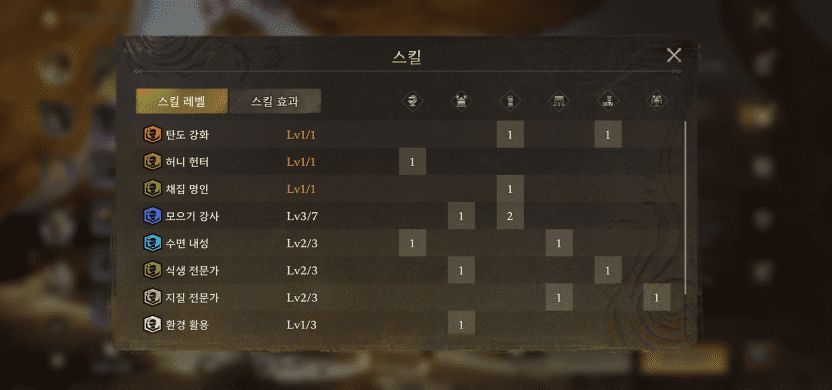 스킬
스킬 레벨 스킬 효과
탄도 강화 Lv1/1 1 1
허니 헌터 Lv1/1 1
채집 명인 Lv1/1 1
모으기 강사 Lv3/7 1 2
수면 내성 Lv2/3 1 1
식생 전문가 Lv2/3 1 1
지질 전문가 Lv2/3 1 1
환경 활용 Lv1/3 1